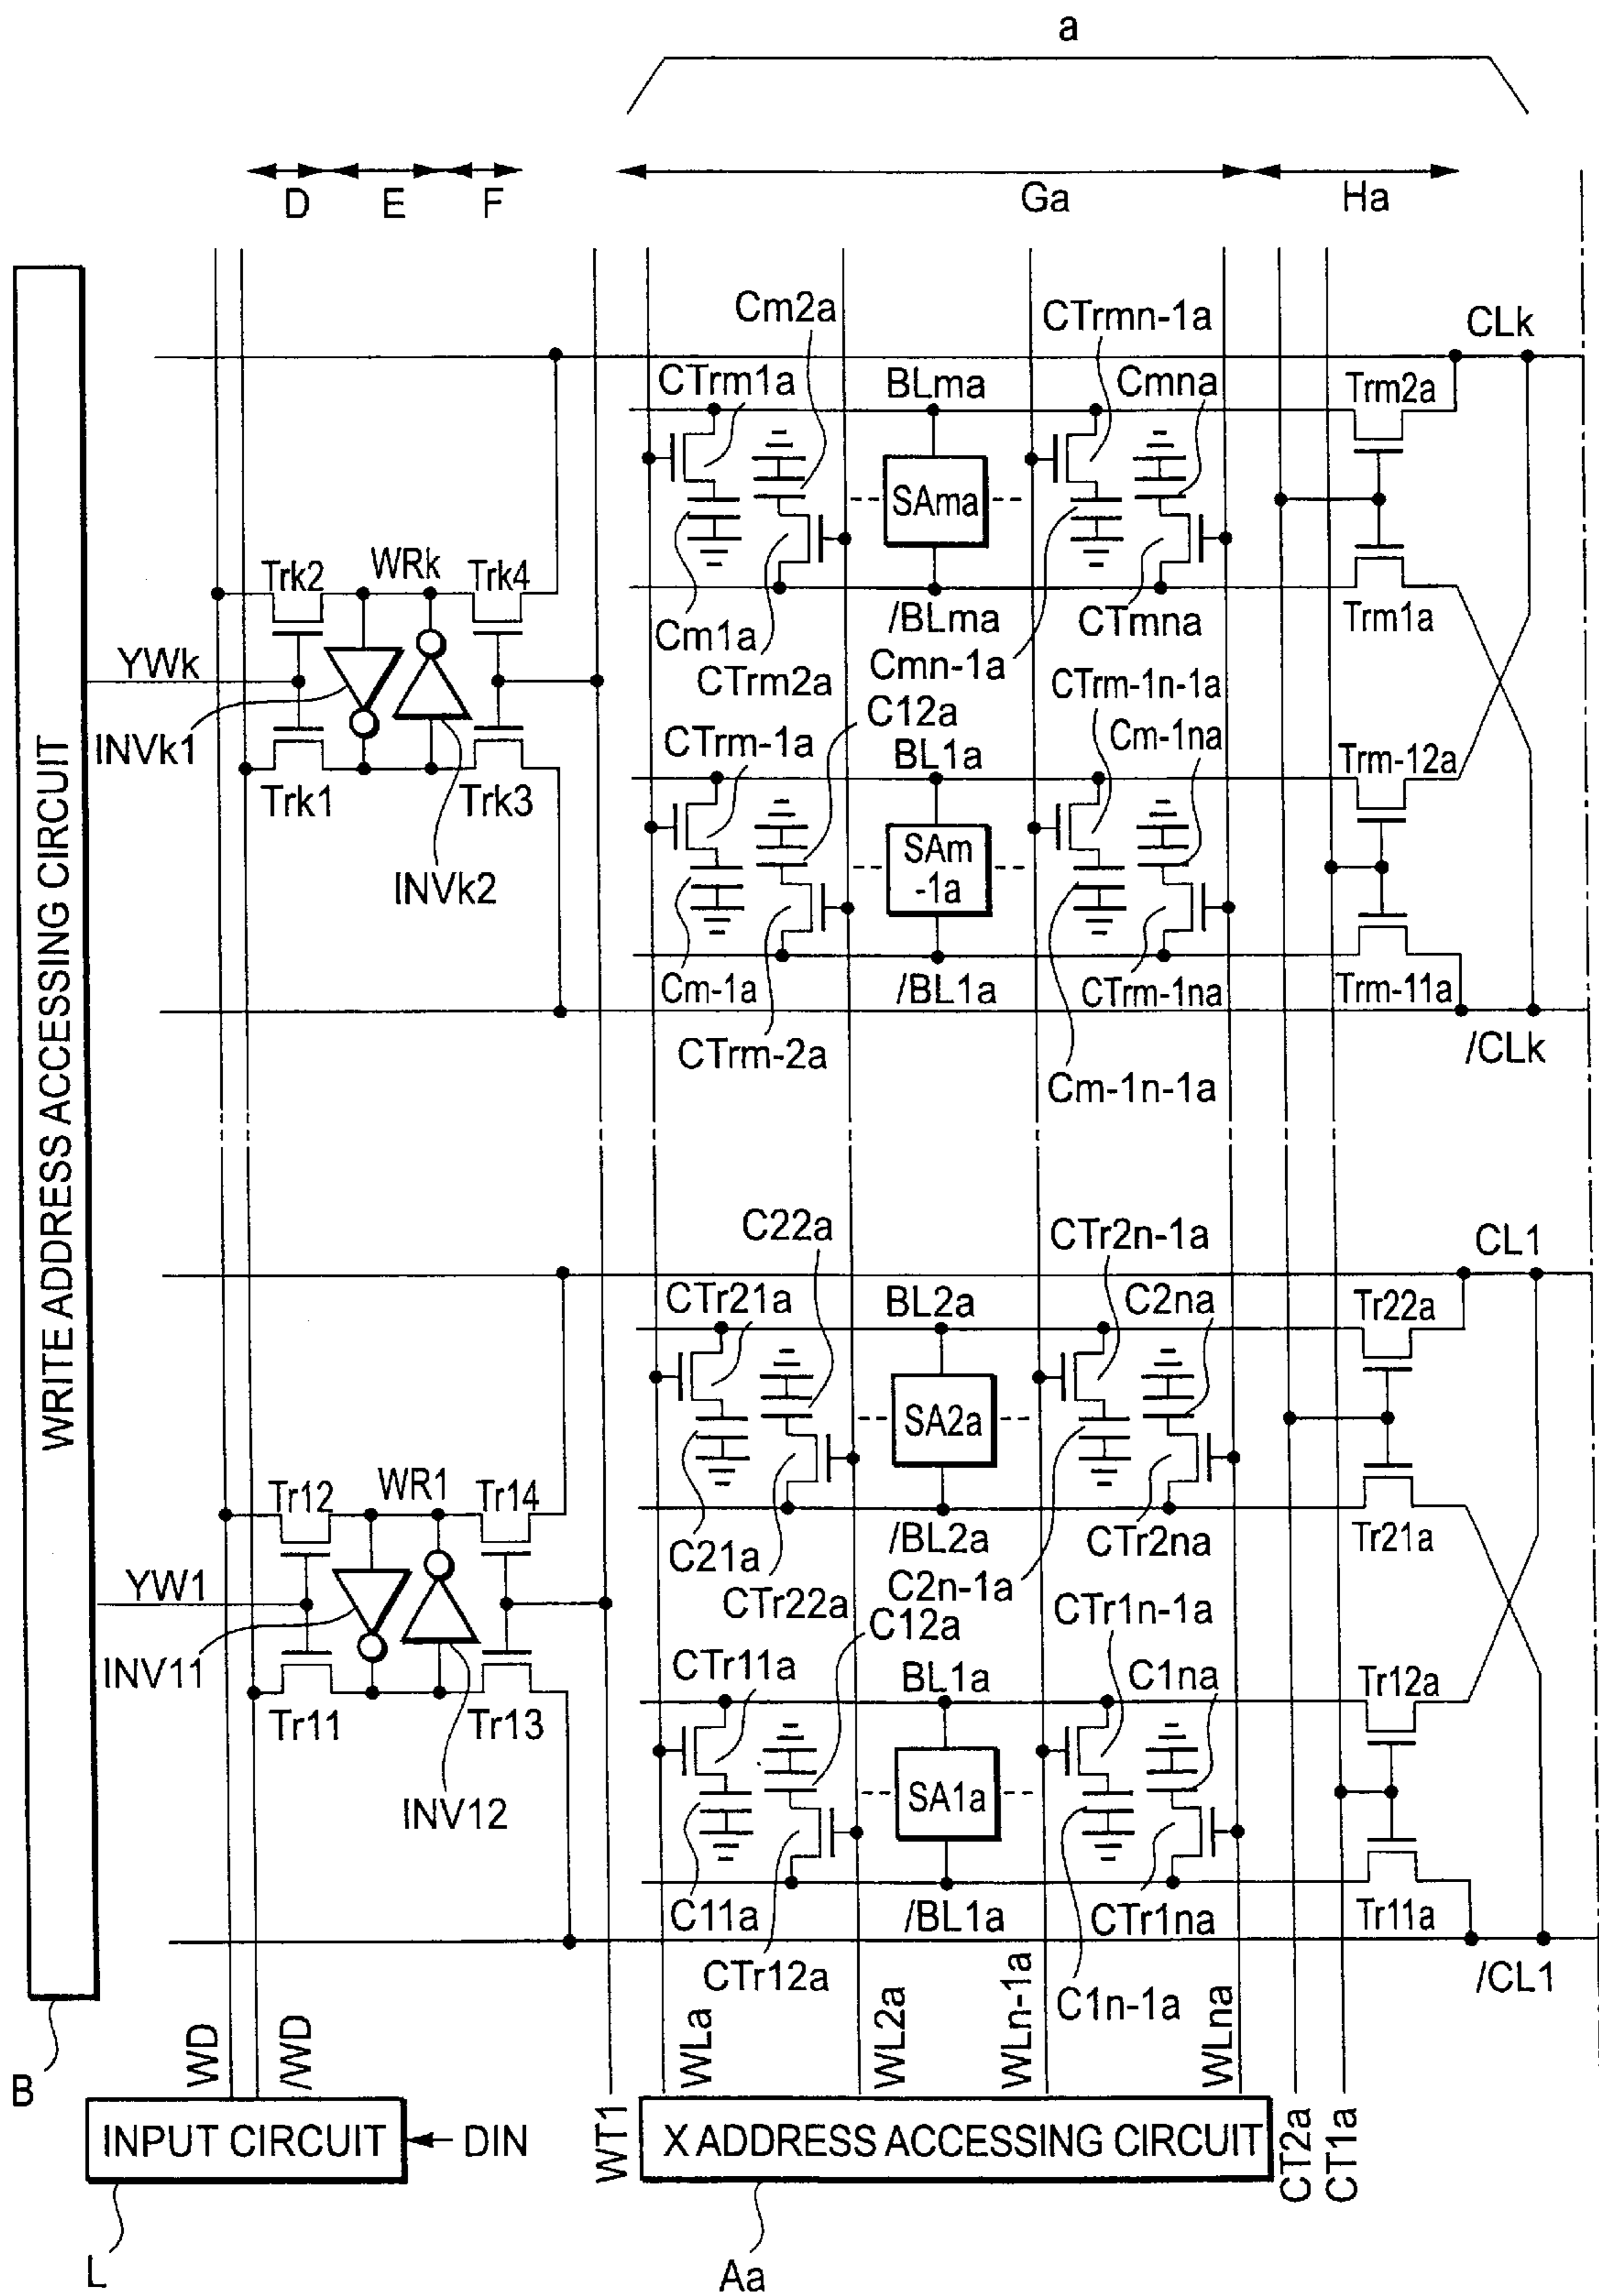 a
D
E
F
Ga
Ha
Cm2a
CTrmn-1a
CLk
CTrm1a
BLma
Cmna
Trm2a
SAma
Trk2
WRk
Trk4
Cm1a
/BLma
CTmna
Trm1a
YWk
CTrm2a
Cmn-1a
CTrm-1n-1a
C12a
INVk1
CTrm-1a
BL1a
Cm-1na
Trm-12a
Trk1
Trk3
SAm
-1a
INVk2
Cm-1a
/BL1a
CTrm-1na
Trm-11a
CTrm-2a
/CLk
Cm-1n-1a
WRITE ADDRESS ACCESSING CIRCUIT
C22a
CTr2n-1a
CL1
CTr21a
BL2a
C2na
Tr22a
SA2a
Tr12
WR1
Tr14
C21a
/BL2a
CTr2na
Tr21a
YW1
CTr22a
C2n-1a
CTr1n-1a
C12a
INV11
CTr11a
BL1a
C1na
Tr12a
Tr11
Tr13
SA1a
INV12
C11a
/BL1a
CTr1na
Tr11a
CTr12a
C1n-1a
/CL1
B
WD
/WD
WT1
WLa
WL2a
WLn-1a
WLna
CT2a
CT1a
INPUT CIRCUIT
DIN
X ADDRESS ACCESSING CIRCUIT
L
Aa